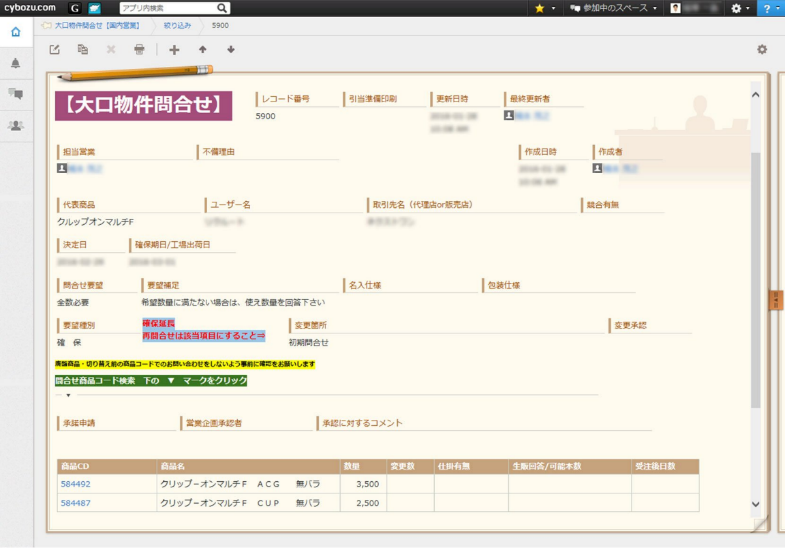 cybozu.com
アプリ内検索
参加中のスペース
大口物件問合せ【国内営業】 絞り込み 5900
【大口物件問合せ】
レコード番号 引当準備印刷 更新日時 最終更新者
5900
担当営業 不備理由 作成日時 作成者
代表商品 ユーザー名 取引先名（代理店or販売店） 競合有無
クルップオンマルチF
決定日 確保期日/工場出荷日
問合せ要望 要望補足 名入仕様 包装仕様
全数必要 希望数量に満たない場合は、使え数量を回答下さい
要望種別 確保延長 変更箇所 変更承認
再問合せは該当項目にすること⇒
確 保 初期問合せ
廃版商品・切り替え前の商品コードでのお問い合わせをしないよう事前に確認をお願いします
問合せ商品コード検索 下の ▼ マークをクリック
承諾申請 営業企画承認者 承認に対するコメント
商品CD 商品名 数量 変更数 仕掛有無 生販回答/可能本数 受注後日数
584492 クリップ－オンマルチＦ ＡＣＧ 無バラ 3,500
584487 クリップ－オンマルチＦ ＣＵＰ 無バラ 2,500